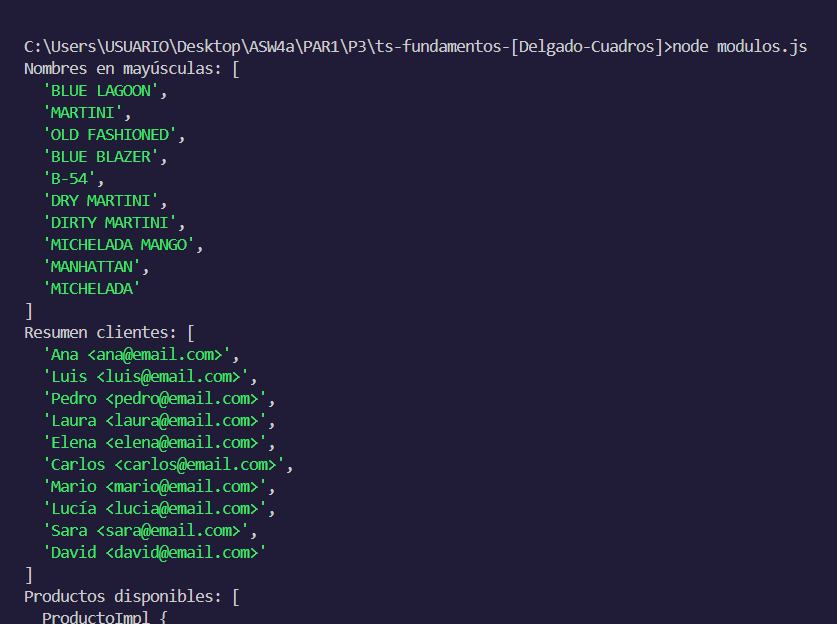 C:\Users\USUARIO\Desktop\ASW4a\PAR1\P3\ts-fundamentos-[Delgado-Cuadros]>node modulos.js
Nombres en mayúsculas: [
  'BLUE LAGOON',
  'MARTINI',
  'OLD FASHIONED',
  'BLUE BLAZER',
  'B-54',
  'DRY MARTINI',
  'DIRTY MARTINI',
  'MICHELADA MANGO',
  'MANHATTAN',
  'MICHELADA'
]
Resumen clientes: [
  'Ana <ana@email.com>',
  'Luis <luis@email.com>',
  'Pedro <pedro@email.com>',
  'Laura <laura@email.com>',
  'Elena <elena@email.com>',
  'Carlos <carlos@email.com>',
  'Mario <mario@email.com>',
  'Lucía <lucia@email.com>',
  'Sara <sara@email.com>',
  'David <david@email.com>'
]
Productos disponibles: [
  ProductoImpl {